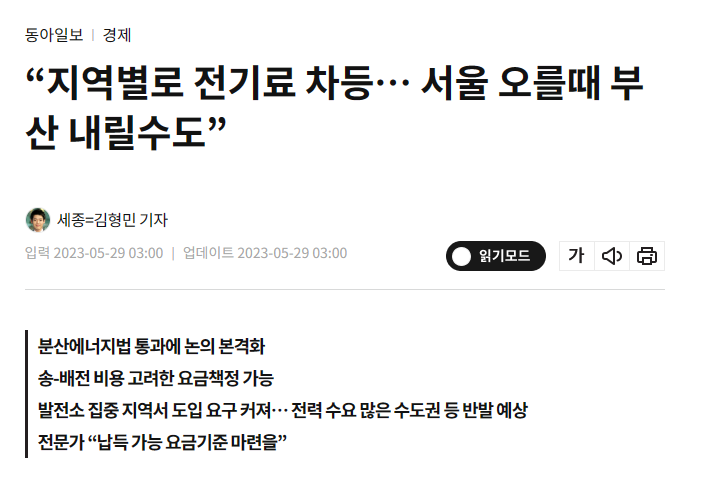 동아일보 | 경제
“지역별로 전기료 차등… 서울 오를때 부
산 내릴수도”
세종=김형민 기자
입력 2023-05-29 03:00 | 업데이트 2023-05-29 03:00
읽기모드 가
분산에너지법 통과에 논의 본격화
송-배전 비용 고려한 요금책정 가능
발전소 집중 지역서 도입 요구 커져… 전력 수요 많은 수도권 등 반발 예상
전문가 “납득 가능 요금기준 마련을”